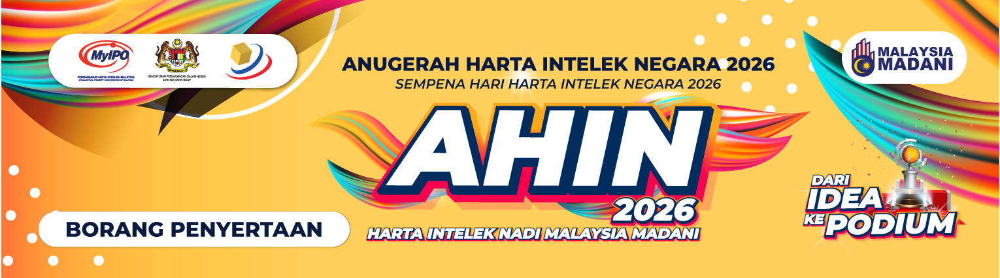 MyIPO
PERBADANAN HARTA INTELEK MALAYSIA
INTELLECTUAL PROPERTY CORPORATION OF MALAYSIA
KEMENTERIAN PERDAGANGAN DALAM NEGERI
DAN KOS SARA HIDUP
ANUGERAH HARTA INTELEK NEGARA 2026
SEMPENA HARI HARTA INTELEK NEGARA 2026
MALAYSIA
MADANI
AHIN
2026
HARTA INTELEK NADI MALAYSIA MADANI
BORANG PENYERTAAN
DARI
IDEA
KE PODIUM